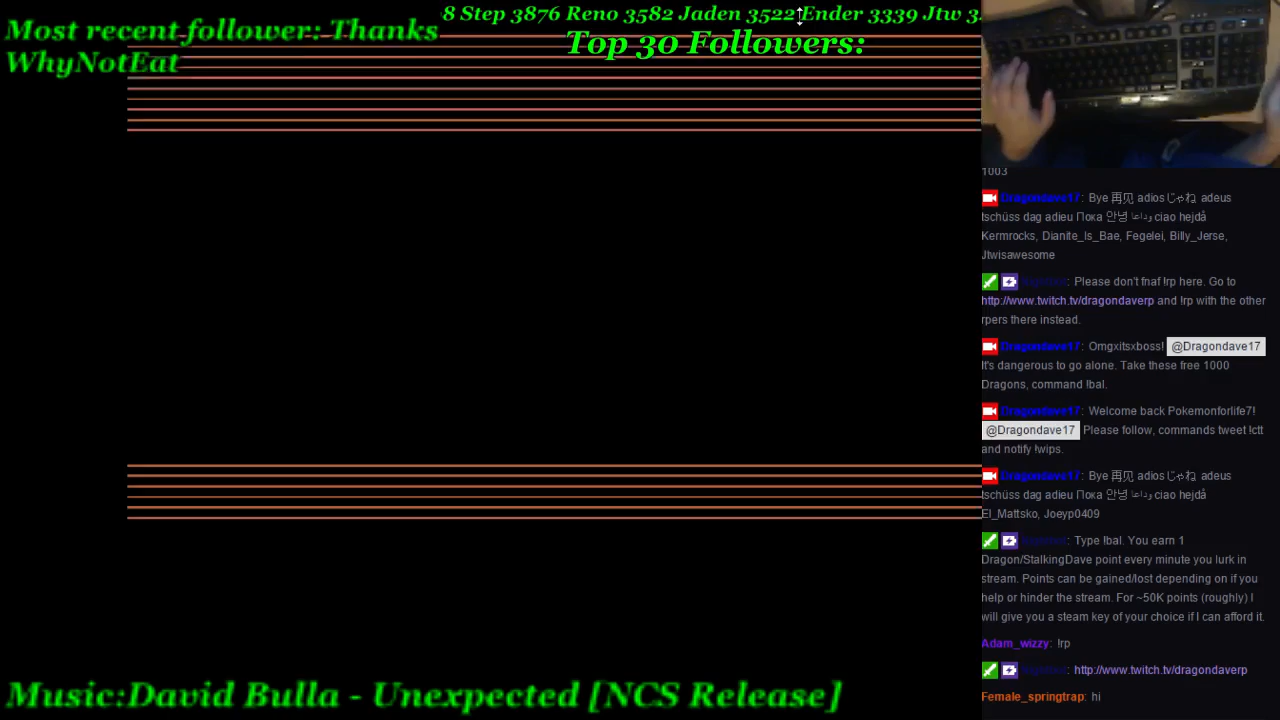 8 Step 3876 Reno 3582 Jaden 3522 Ender 3339 Jtw 3
Most recent follower: Thanks
WhyNotEat
Top 30 Followers:
1003
Dragondave17: Bye 再见 adios じゃね adeus
tschüss dag adieu Пока 안녕 وداعا ciao hejdå
Kermrocks, Dianite_Is_Bae, Fegelei, Billy_Jerse,
Jtwisawesome
: Please don't fnaf !rp here. Go to
http://www.twitch.tv/dragondaverp and !rp with the other
rpers there instead.
Dragondave17: Omgxitsxboss! @Dragondave17
It's dangerous to go alone. Take these free 1000
Dragons, command !bal.
Dragondave17: Welcome back Pokemonforlife7!
@Dragondave17 Please follow, commands tweet !ctt
and notify !wips.
Dragondave17: Bye 再见 adios じゃね adeus
tschüss dag adieu Пока 안녕 وداعا ciao hejdå
El_Mattsko, Joeyp0409
: Type !bal. You earn 1
Dragon/StalkingDave point every minute you lurk in
stream. Points can be gained/lost depending on if you
help or hinder the stream. For ~50K points (roughly) I
will give you a steam key of your choice if I can afford it.
Adam_wizzy: !rp
: http://www.twitch.tv/dragondaverp
Female_springtrap: hi
Music:David Bulla - Unexpected [NCS Release]